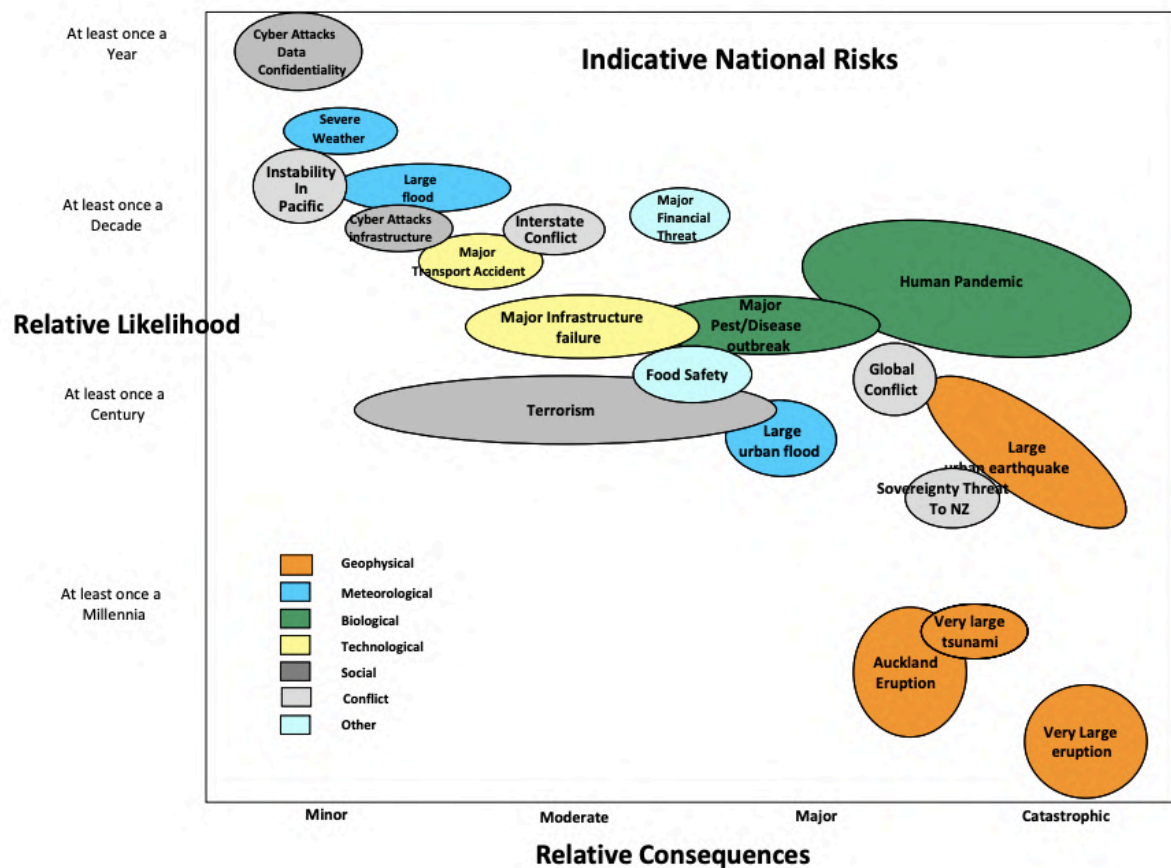 At least once a
Year
Cyber Attacks
Data
Confidentiality
Indicative National Risks
Severe
Weather
Instability
In
Pacific
Large
flood
At least once a
Decade
Cyber Attacks
infrastructure
Interstate
Conflict
Major
Financial
Threat
Major
Transport Accident
Human Pandemic
Relative Likelihood
Major Infrastructure
failure
Major
Pest/Disease
outbreak
Food Safety
Global
Conflict
At least once a
Century
Terrorism
Large
urban flood
Large
urban earthquake
Sovereignty Threat
To NZ
Geophysical
Meteorological
Biological
Technological
Social
Conflict
Other
At least once a
Millennia
Very large
tsunami
Auckland
Eruption
Very Large
eruption
Minor
Moderate
Major
Catastrophic
Relative Consequences